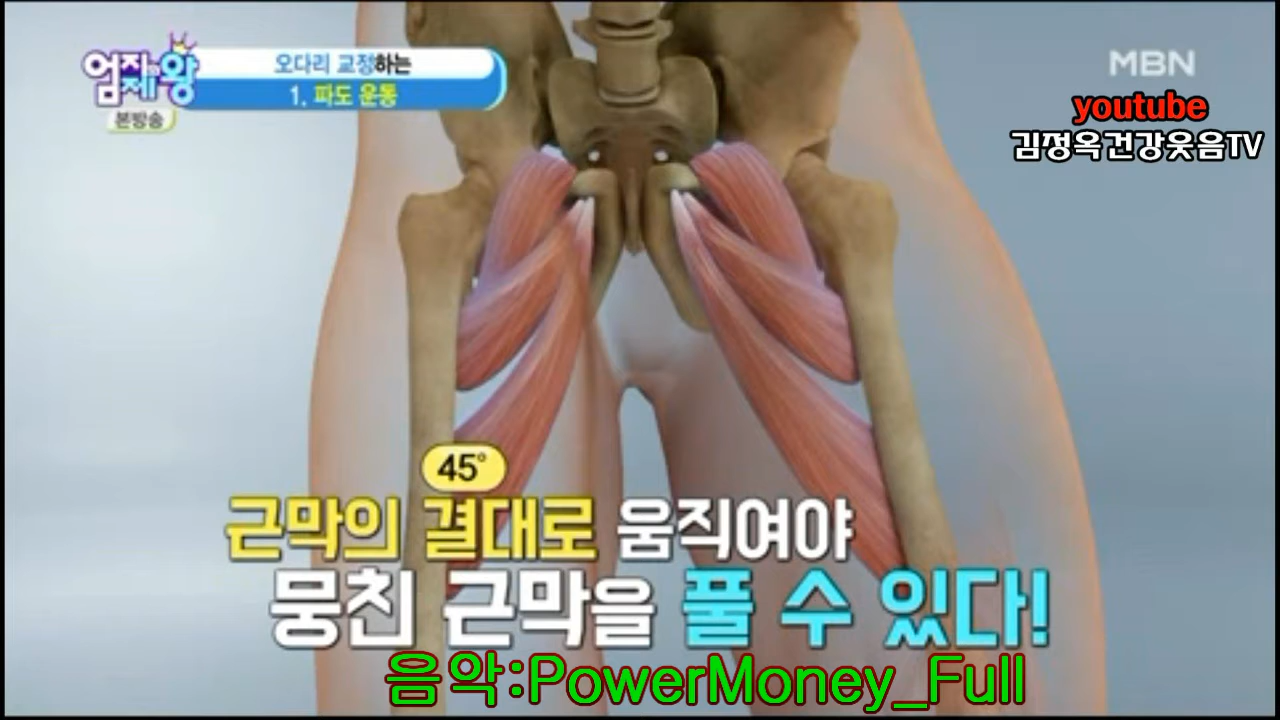 엄지의 제왕
본방송
오다리 교정하는
1. 파도 운동
MBN
youtube
김정옥건강웃음TV
45°
근막의 결대로 움직여야
뭉친 근막을 풀 수 있다!
음악:PowerMoney_Full